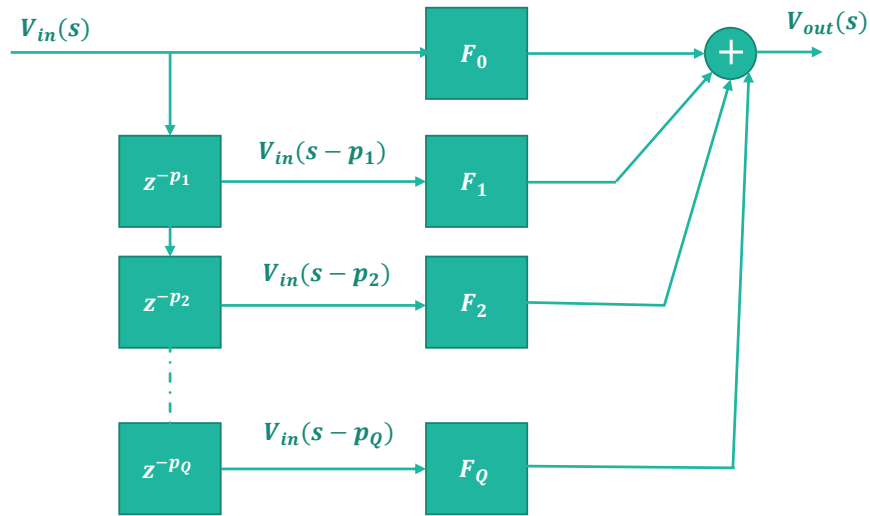 V_in(s)
V_out(s)
F_0
+
z^{-p_1}
V_in(s − p_1)
F_1
z^{-p_2}
V_in(s − p_2)
F_2
z^{-p_Q}
V_in(s − p_Q)
F_Q